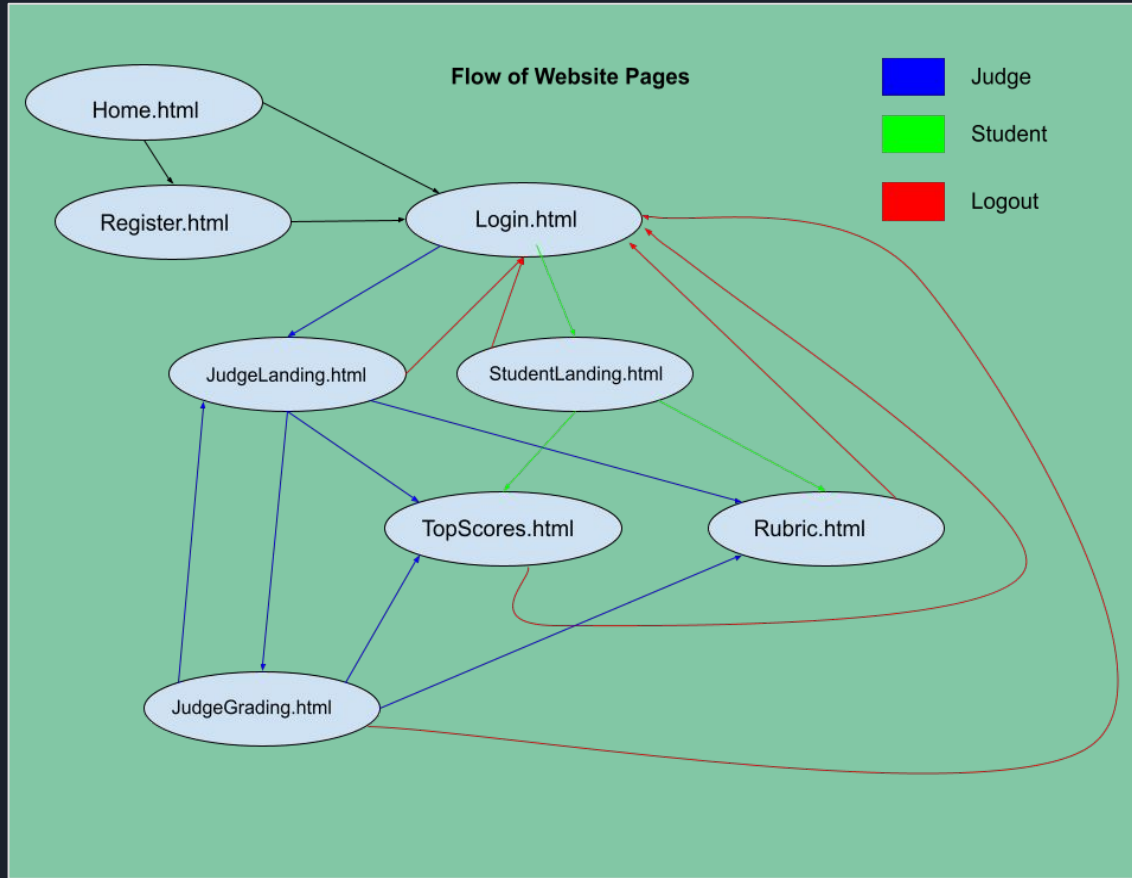 Flow of Website Pages
Judge
Student
Logout
Home.html
Register.html
Login.html
JudgeLanding.html
StudentLanding.html
TopScores.html
Rubric.html
JudgeGrading.html